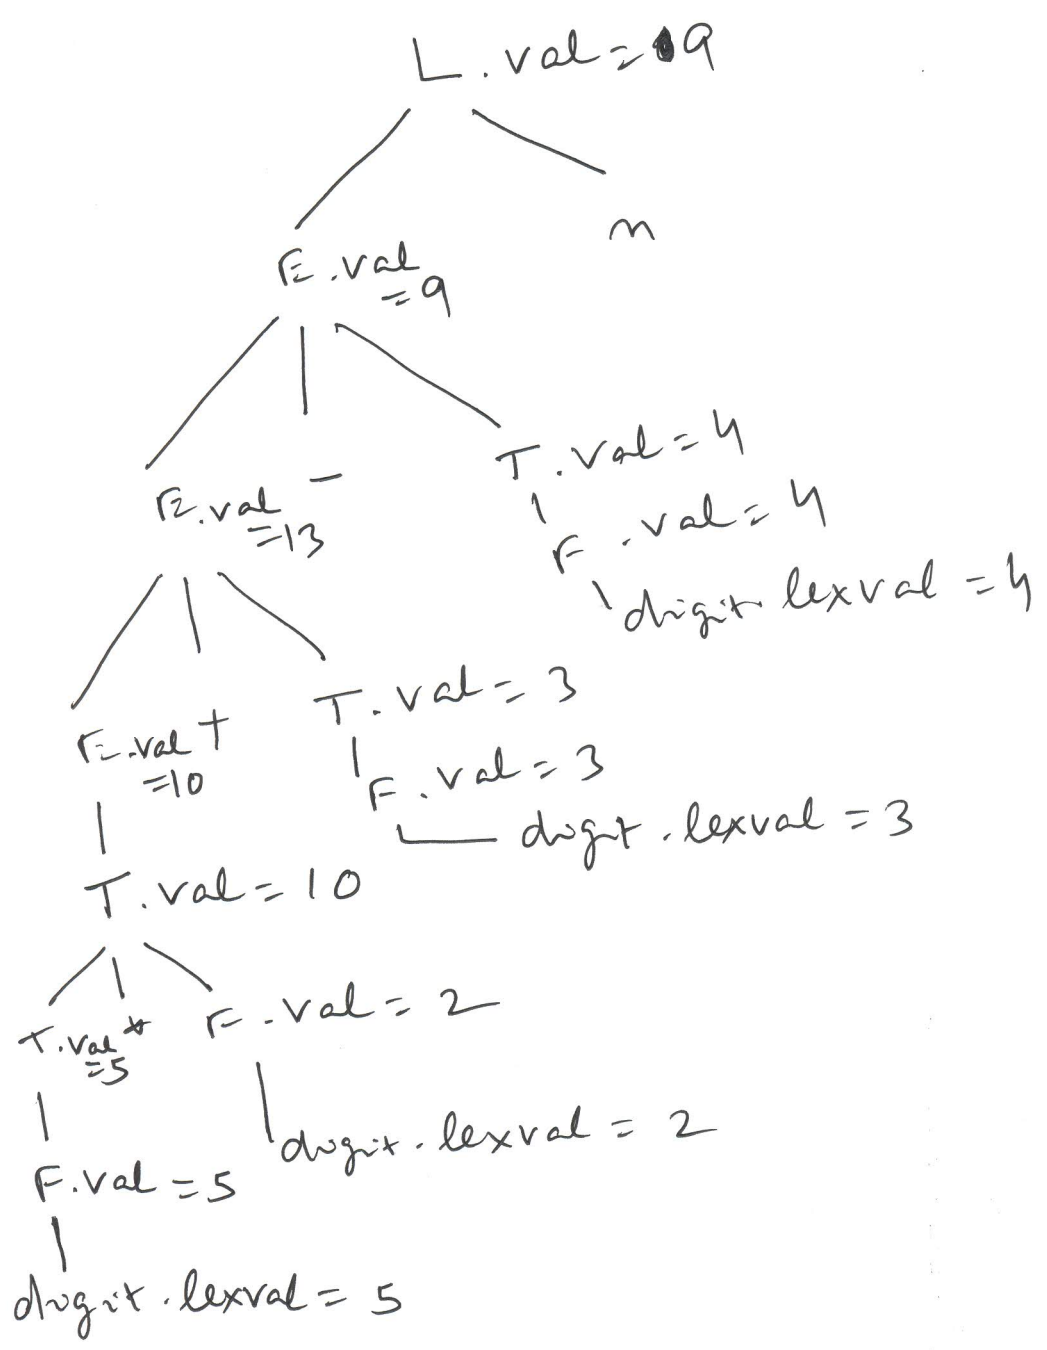 L.val=9
n
E.val
=9
T.val=4
E.val -
=13
F.val=4
digit.lexval=4
T.val=3
E.val +
=10
F.val=3
digit.lexval=3
T.val=10
T.val * F.val=2
=5
digit.lexval=2
F.val=5
digit.lexval=5